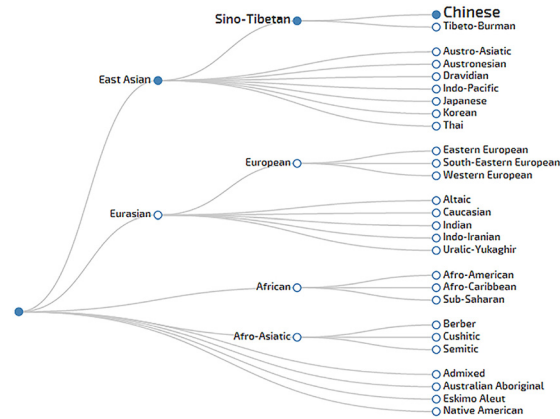 Sino-Tibetan
Chinese
Tibeto-Burman
East Asian
Austro-Asiatic
Austronesian
Dravidian
Indo-Pacific
Japanese
Korean
Thai
European
Eastern European
South-Eastern European
Western European
Eurasian
Altaic
Caucasian
Indian
Indo-Iranian
Uralic-Yukaghir
African
Afro-American
Afro-Caribbean
Sub-Saharan
Afro-Asiatic
Berber
Cushitic
Semitic
Admixed
Australian Aboriginal
Eskimo Aleut
Native American